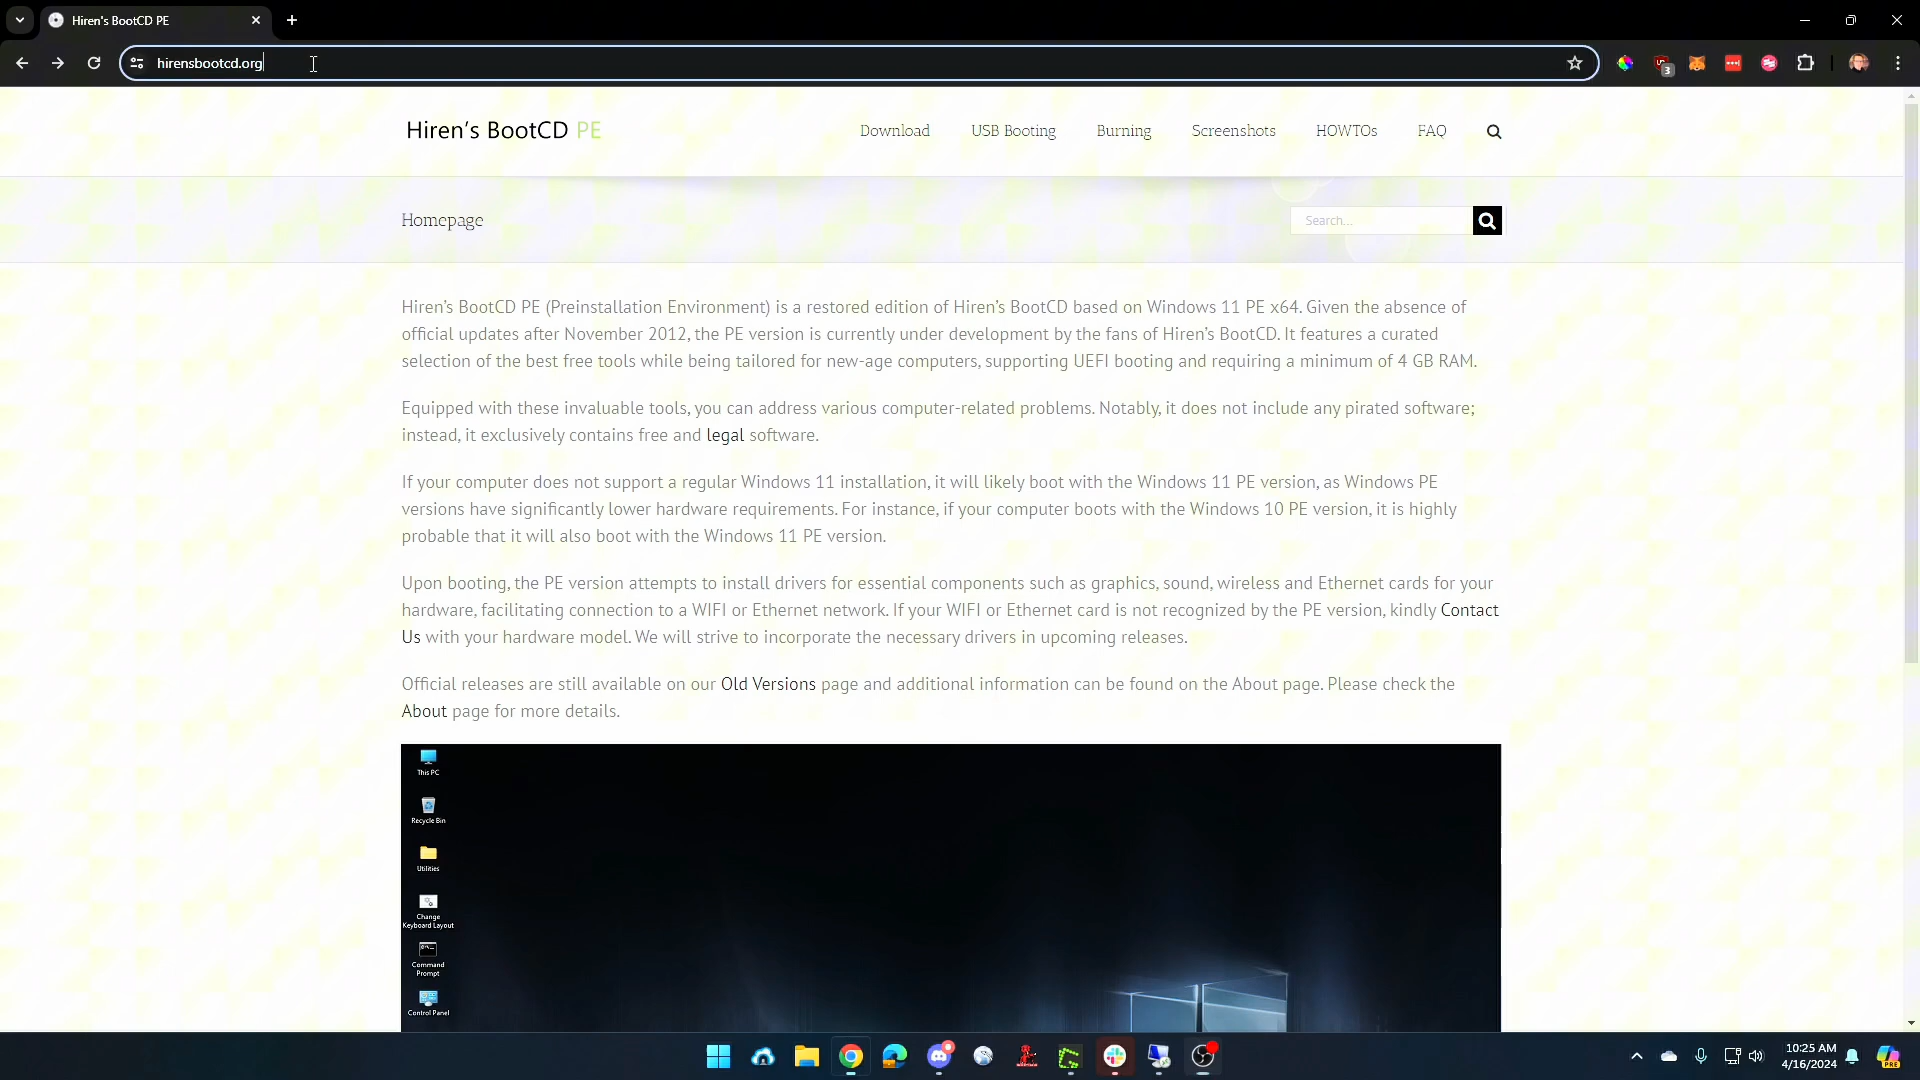 Hiren's BootCD PE
hirensbootcd.org
3
Hiren's BootCD PE
Download
USB Booting
Burning
Screenshots
HOWTOs
FAQ
Homepage
Search...
Hiren's BootCD PE (Preinstallation Environment) is a restored edition of Hiren's BootCD based on Windows 11 PE x64. Given the absence of
official updates after November 2012, the PE version is currently under development by the fans of Hiren's BootCD. It features a curated
selection of the best free tools while being tailored for new-age computers, supporting UEFI booting and requiring a minimum of 4 GB RAM.
Equipped with these invaluable tools, you can address various computer-related problems. Notably, it does not include any pirated software;
instead, it exclusively contains free and legal software.
If your computer does not support a regular Windows 11 installation, it will likely boot with the Windows 11 PE version, as Windows PE
versions have significantly lower hardware requirements. For instance, if your computer boots with the Windows 10 PE version, it is highly
probable that it will also boot with the Windows 11 PE version.
Upon booting, the PE version attempts to install drivers for essential components such as graphics, sound, wireless and Ethernet cards for your
hardware, facilitating connection to a WIFI or Ethernet network. If your WIFI or Ethernet card is not recognized by the PE version, kindly Contact
Us with your hardware model. We will strive to incorporate the necessary drivers in upcoming releases.
Official releases are still available on our Old Versions page and additional information can be found on the About page. Please check the
About page for more details.
This PC
Recycle Bin
Utilities
Change
Keyboard Layout
Command
Prompt
Control Panel
10:25 AM
4/16/2024
PRE